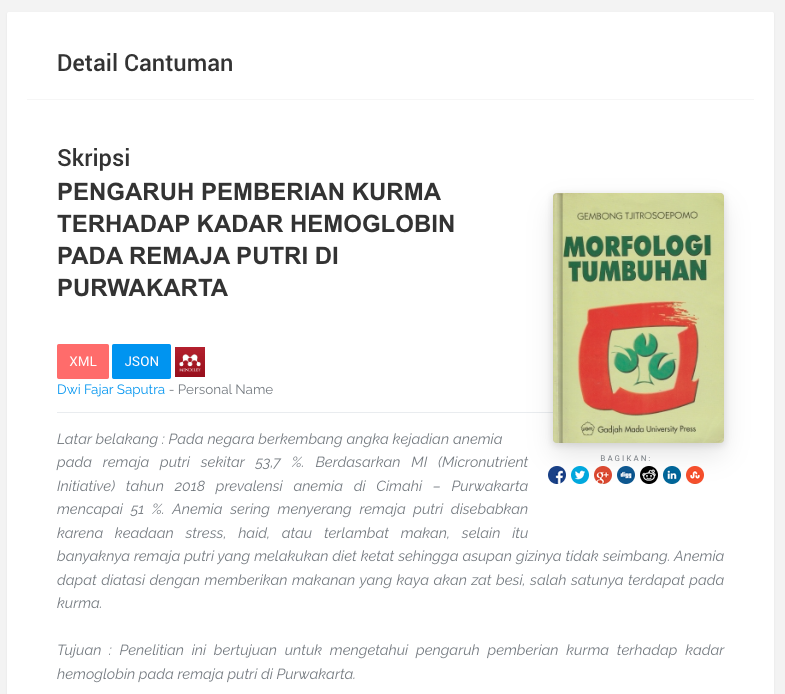 Detail Cantuman
Skripsi
PENGARUH PEMBERIAN KURMA
TERHADAP KADAR HEMOGLOBIN
PADA REMAJA PUTRI DI
PURWAKARTA
XML JSON MENDELEY
Dwi Fajar Saputra - Personal Name
GEMBONG TJITROSOEPOMO
MORFOLOGI
TUMBUHAN
Gadjah Mada University Press
BAGIKAN:
Latar belakang : Pada negara berkembang angka kejadian anemia
pada remaja putri sekitar 53,7 %. Berdasarkan MI (Micronutrient
Initiative) tahun 2018 prevalensi anemia di Cimahi – Purwakarta
mencapai 51 %. Anemia sering menyerang remaja putri disebabkan
karena keadaan stress, haid, atau terlambat makan, selain itu
banyaknya remaja putri yang melakukan diet ketat sehingga asupan gizinya tidak seimbang. Anemia
dapat diatasi dengan memberikan makanan yang kaya akan zat besi, salah satunya terdapat pada
kurma.
Tujuan : Penelitian ini bertujuan untuk mengetahui pengaruh pemberian kurma terhadap kadar
hemoglobin pada remaja putri di Purwakarta.